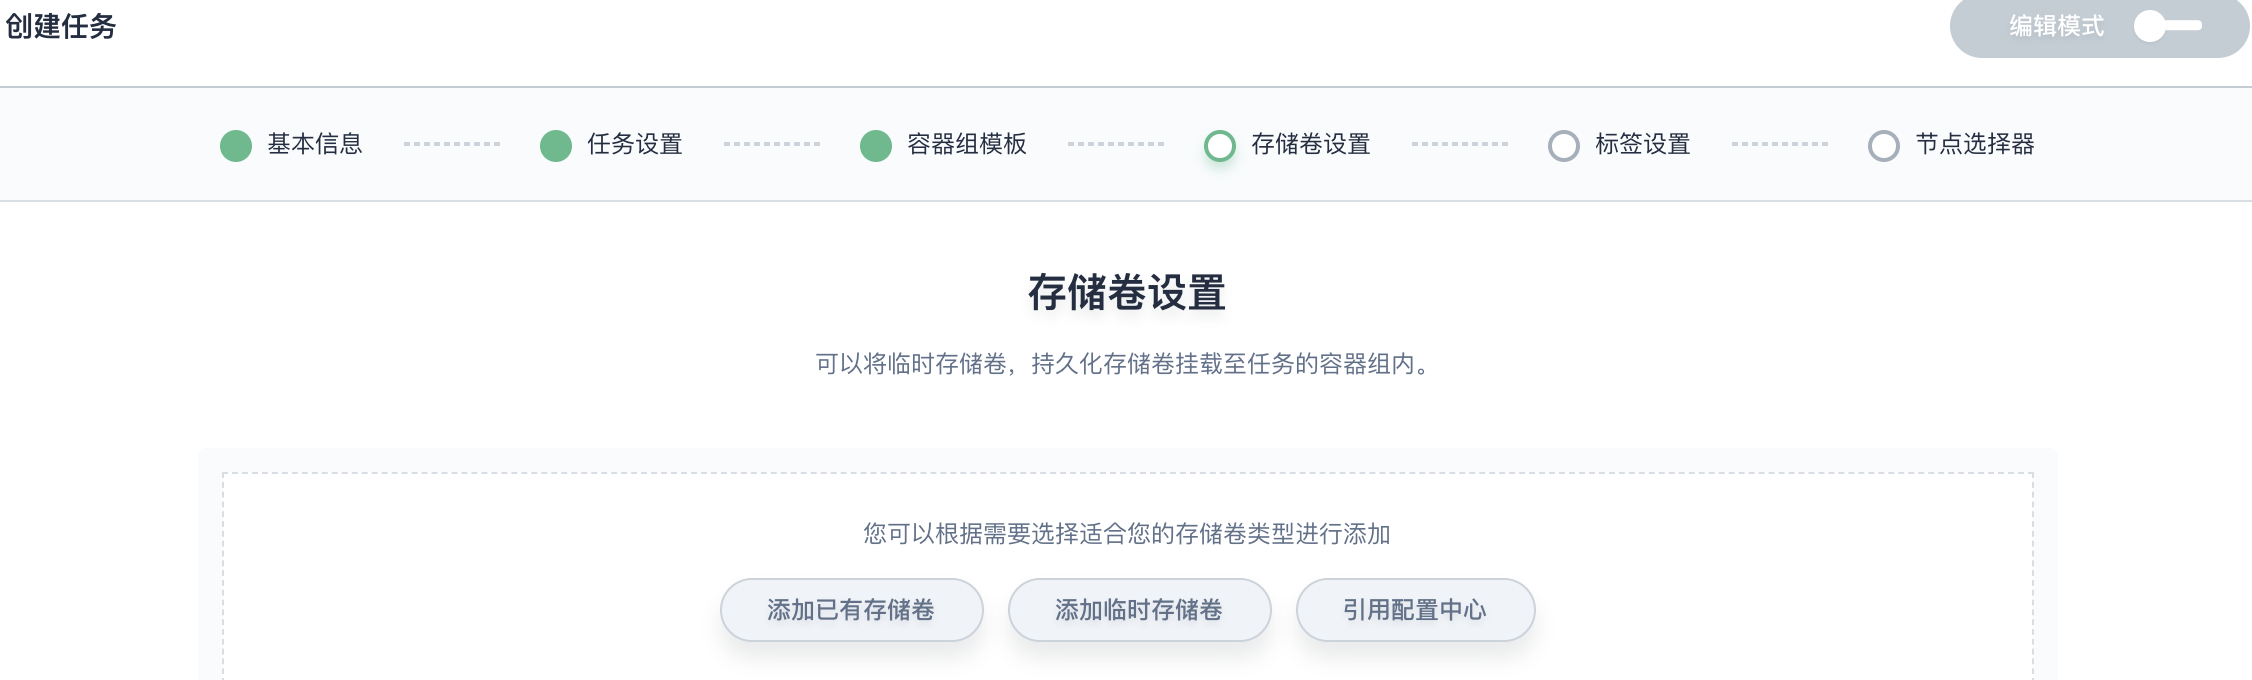 创建任务
编辑模式
基本信息
任务设置
容器组模板
存储卷设置
标签设置
节点选择器
存储卷设置
可以将临时存储卷，持久化存储卷挂载至任务的容器组内。
您可以根据需要选择适合您的存储卷类型进行添加
添加已有存储卷
添加临时存储卷
引用配置中心